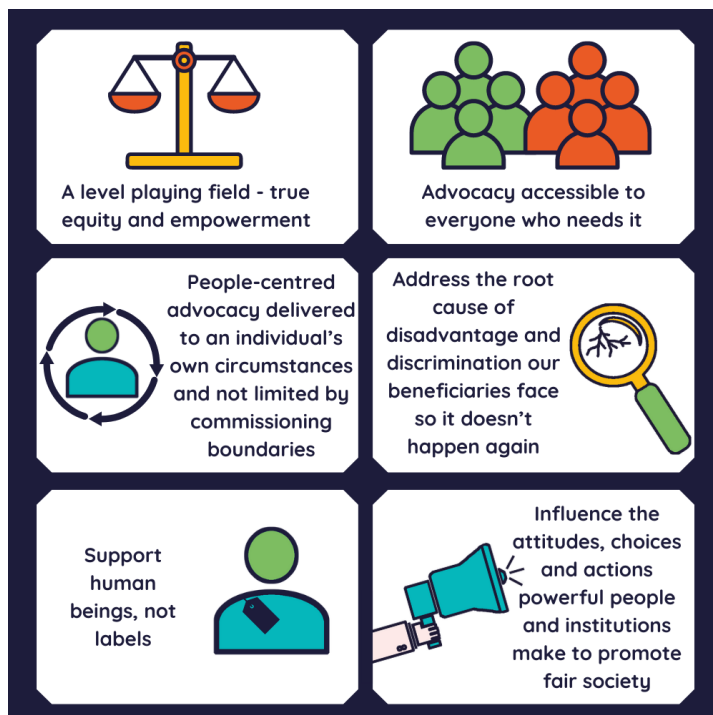 A level playing field - true
equity and empowerment
Advocacy accessible to
everyone who needs it
People-centred
advocacy delivered
to an individual's
own circumstances
and not limited by
commissioning
boundaries
Address the root
cause of
disadvantage and
discrimination our
beneficiaries face
so it doesn't
happen again
Support
human
beings, not
labels
Influence the
attitudes, choices
and actions
powerful people
and institutions
make to promote
fair society